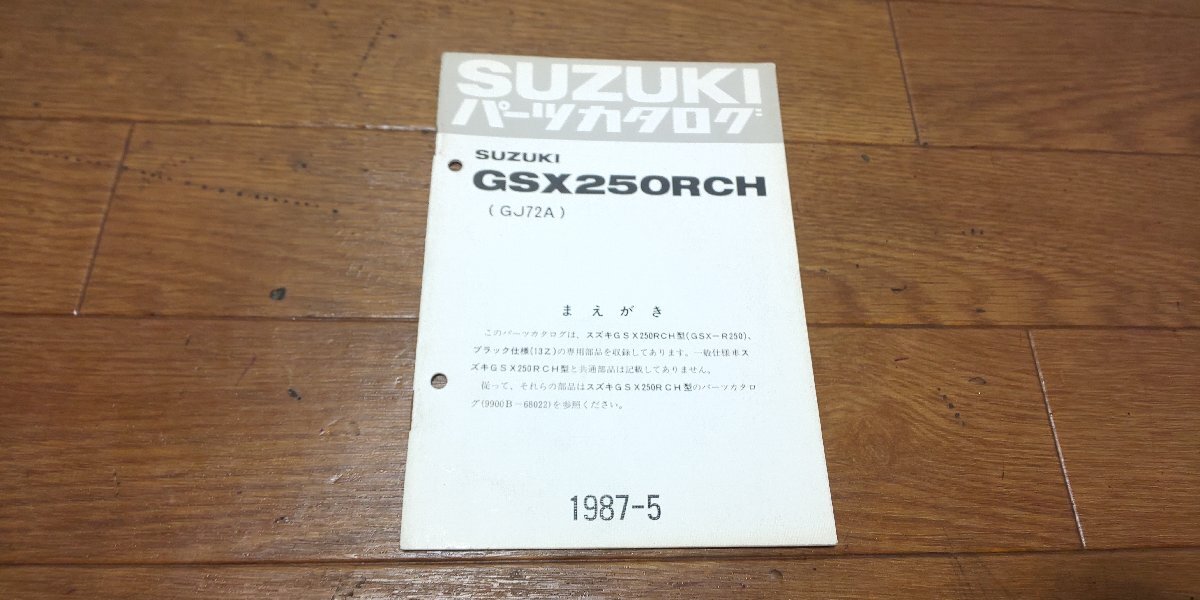 SUZUKI
パーツカタログ
SUZUKI
GSX250RCH
(GJ72A)
まえがき
このパーツカタログは、スズキGSX250RCH型(GSX-R250)、
ブラック仕様(13Z)の専用部品を収録してあります。一般仕様車ス
ズキGSX250RCH型と共通部品は記載してありません。
従って、それらの部品はスズキGSX250RCH型のパーツカタロ
グ(9900B-68022)を参照ください。
1987-5